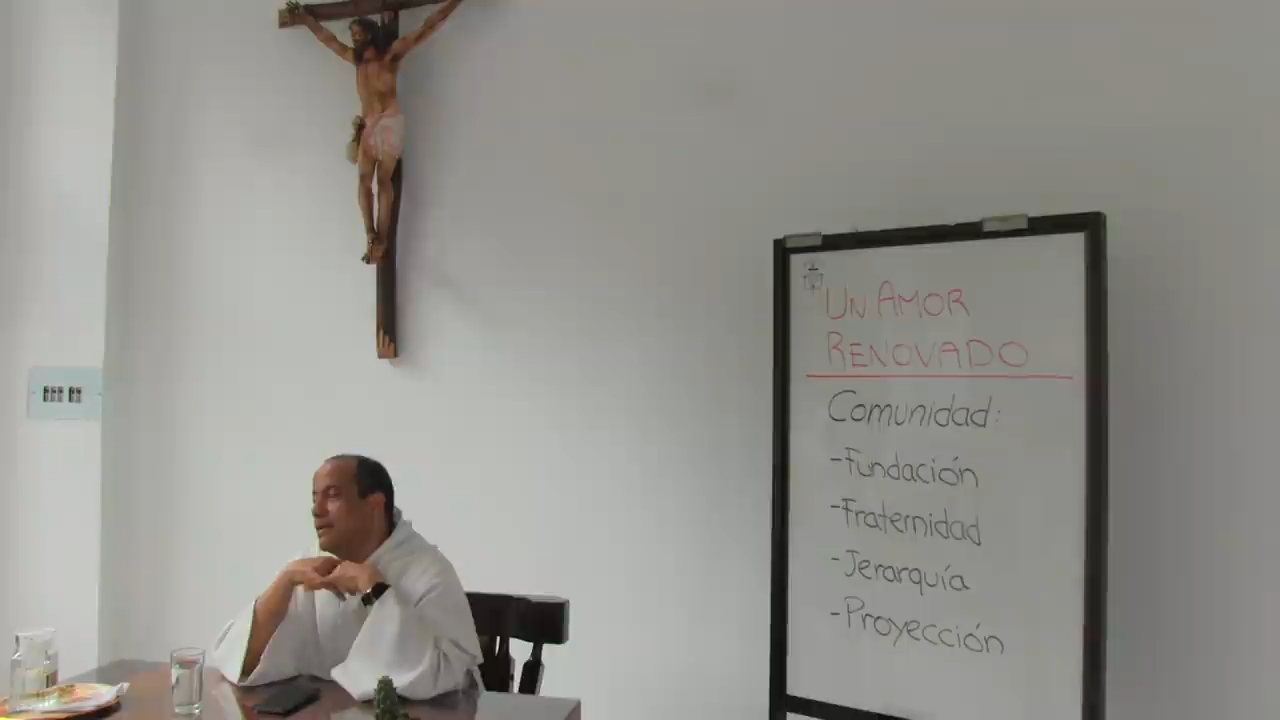 UN AMOR
RENOVADO
Comunidad:
-Fundación
-Fraternidad
-Jerarquía
-Proyección